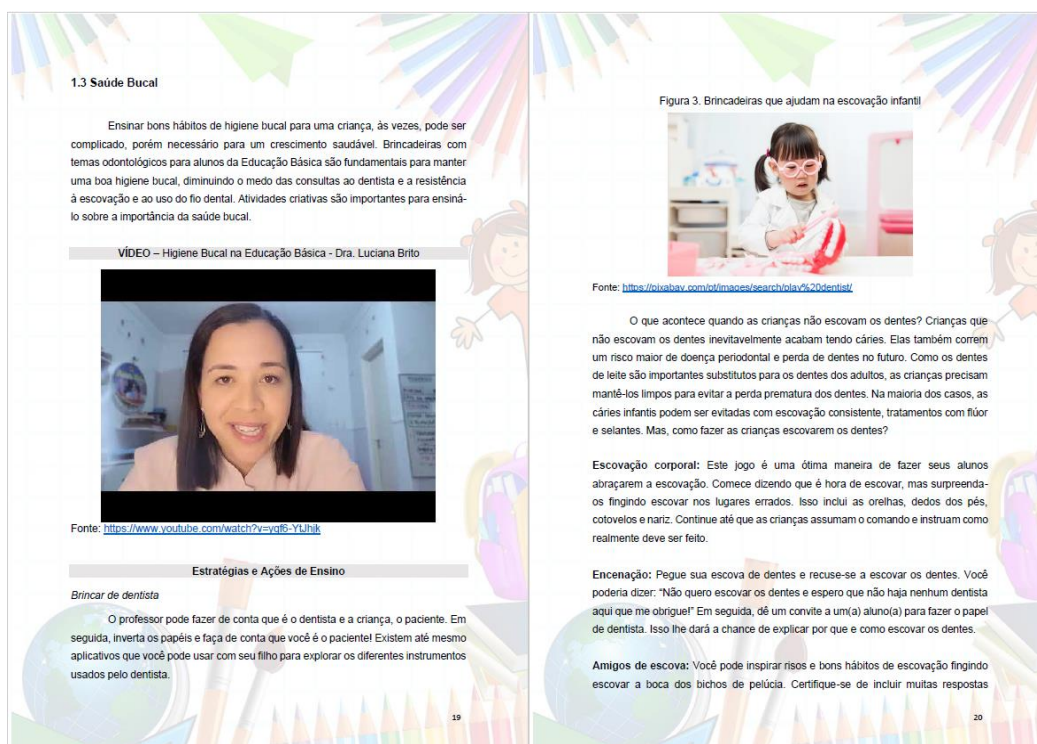 1.3 Saúde Bucal
Ensinar bons hábitos de higiene bucal para uma criança, às vezes, pode ser
complicado, porém necessário para um crescimento saudável. Brincadeiras com
temas odontológicos para alunos da Educação Básica são fundamentais para manter
uma boa higiene bucal, diminuindo o medo das consultas ao dentista e a resistência
à escovação e ao uso do fio dental. Atividades criativas são importantes para ensiná-
lo sobre a importância da saúde bucal.
VÍDEO – Higiene Bucal na Educação Básica - Dra. Luciana Brito
Fonte: https://www.youtube.com/watch?v=yqf6-YtJhjk
Estratégias e Ações de Ensino
Brincar de dentista
O professor pode fazer de conta que é o dentista e a criança, o paciente. Em
seguida, inverta os papéis e faça de conta que você é o paciente! Existem até mesmo
aplicativos que você pode usar com seu filho para explorar os diferentes instrumentos
usados pelo dentista.
19
Figura 3. Brincadeiras que ajudam na escovação infantil
Fonte: https://pixabay.com/pt/images/search/play%20dentist/
O que acontece quando as crianças não escovam os dentes? Crianças que
não escovam os dentes inevitavelmente acabam tendo cáries. Elas também correm
um risco maior de doença periodontal e perda de dentes no futuro. Como os dentes
de leite são importantes substitutos para os dentes dos adultos, as crianças precisam
mantê-los limpos para evitar a perda prematura dos dentes. Na maioria dos casos, as
cáries infantis podem ser evitadas com escovação consistente, tratamentos com flúor
e selantes. Mas, como fazer as crianças escovarem os dentes?
Escovação corporal: Este jogo é uma ótima maneira de fazer seus alunos
abraçarem a escovação. Comece dizendo que é hora de escovar, mas surpreenda-
os fingindo escovar nos lugares errados. Isso inclui as orelhas, dedos dos pés,
cotovelos e nariz. Continue até que as crianças assumam o comando e instruam como
realmente deve ser feito.
Encenação: Pegue sua escova de dentes e recuse-se a escovar os dentes. Você
poderia dizer: “Não quero escovar os dentes e espero que não haja nenhum dentista
aqui que me obrigue!” Em seguida, dê um convite a um(a) aluno(a) para fazer o papel
de dentista. Isso lhe dará a chance de explicar por que e como escovar os dentes.
Amigos de escova: Você pode inspirar risos e bons hábitos de escovação fingindo
escovar a boca dos bichos de pelúcia. Certifique-se de incluir muitas respostas
20